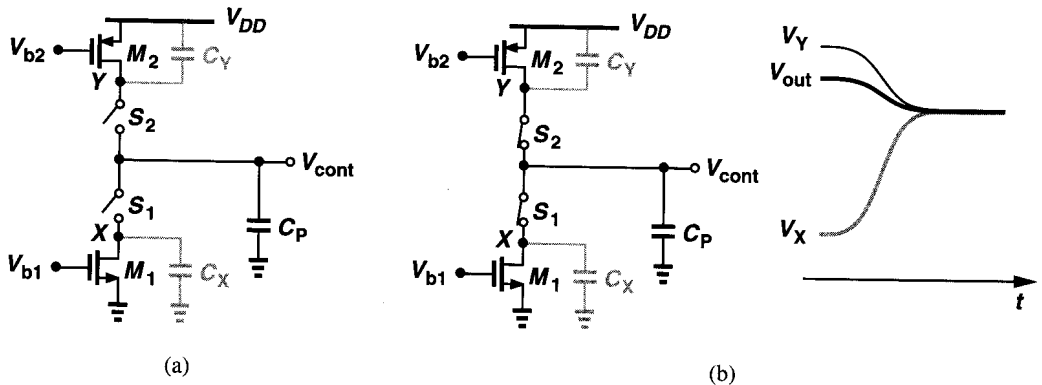 V_DD
V_b2
M_2
C_Y
Y
S_2
V_cont
S_1
X
C_P
V_b1
M_1
C_X
(a)
V_DD
V_b2
M_2
C_Y
Y
S_2
V_cont
S_1
X
C_P
V_b1
M_1
C_X
V_Y
V_out
V_X
t
(b)